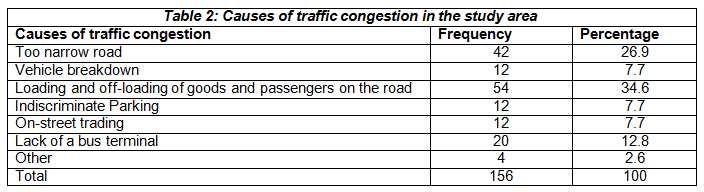 Table 2: Causes of traffic congestion in the study area
Causes of traffic congestion Frequency Percentage
Too narrow road 42 26.9
Vehicle breakdown 12 7.7
Loading and off-loading of goods and passengers on the road 54 34.6
Indiscriminate Parking 12 7.7
On-street trading 12 7.7
Lack of a bus terminal 20 12.8
Other 4 2.6
Total 156 100